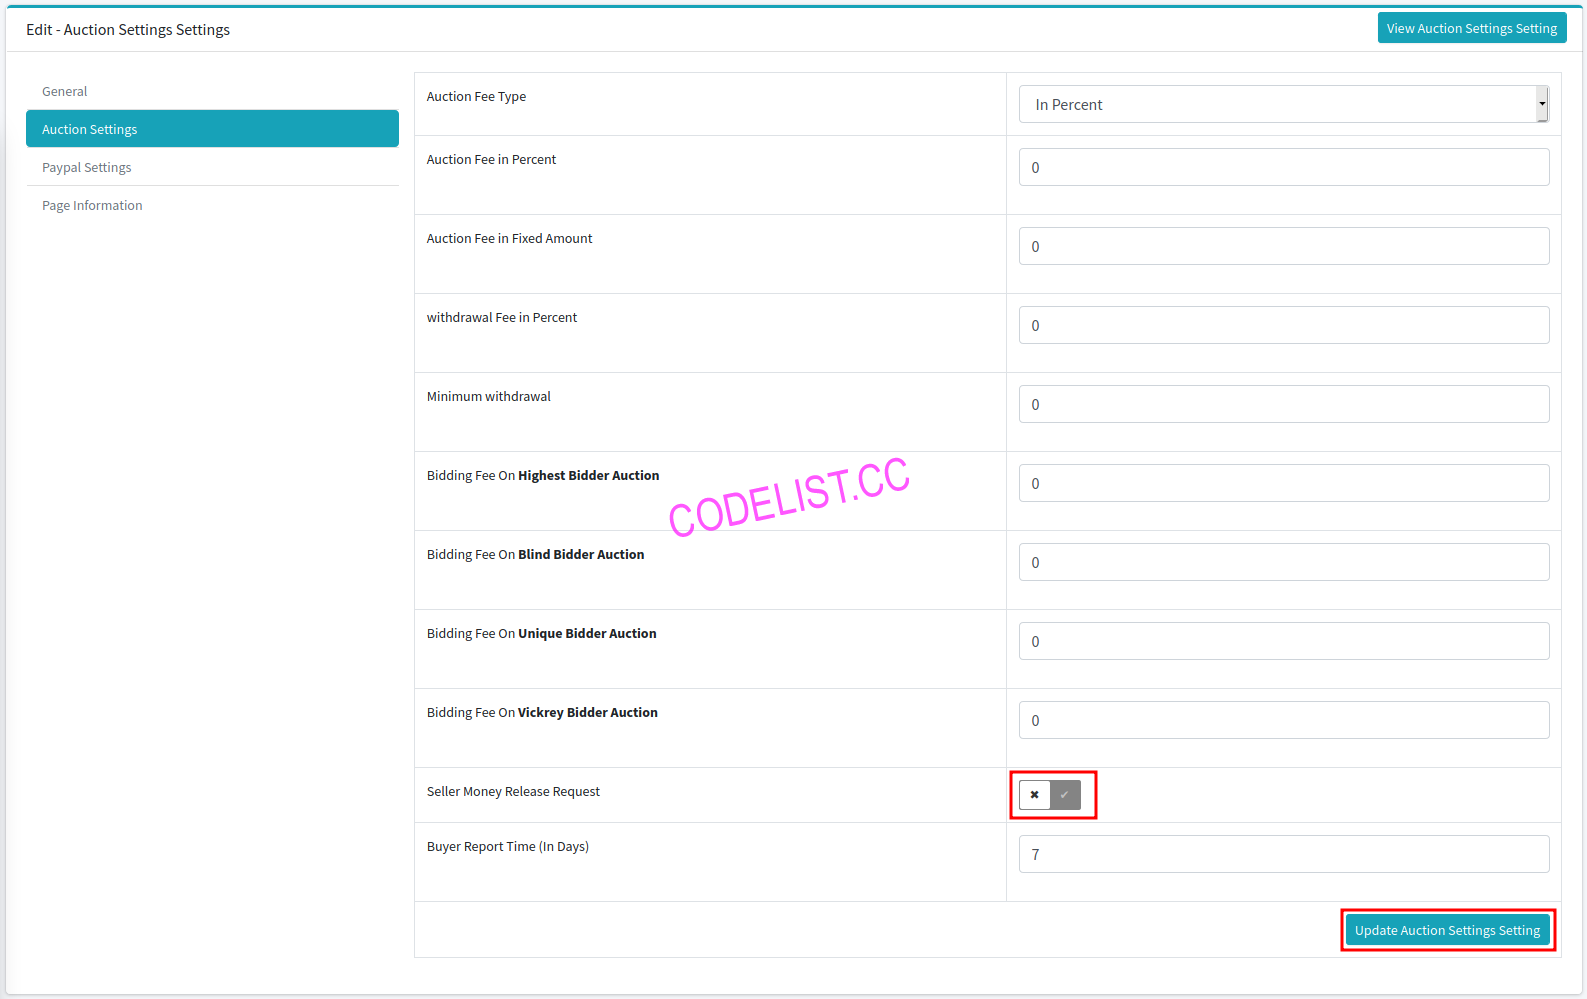 Edit - Auction Settings Settings
View Auction Settings Setting
General
Auction Settings
Paypal Settings
Page Information
Auction Fee Type
In Percent
Auction Fee in Percent
0
Auction Fee in Fixed Amount
0
withdrawal Fee in Percent
0
Minimum withdrawal
0
Bidding Fee On Highest Bidder Auction
0
CODELIST.CC
Bidding Fee On Blind Bidder Auction
0
Bidding Fee On Unique Bidder Auction
0
Bidding Fee On Vickrey Bidder Auction
0
Seller Money Release Request
Buyer Report Time (In Days)
7
Update Auction Settings Setting